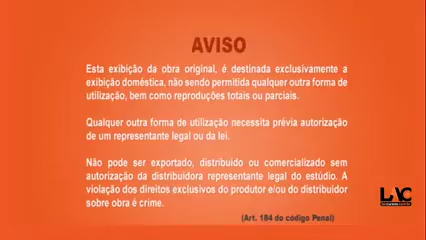 AVISO
Esta exibição da obra original, é destinada exclusivamente a
exibição doméstica, não sendo permitida qualquer outra forma de
utilização, bem como reproduções totais ou parciais.
Qualquer outra forma de utilização necessita prévia autorização
de um representante legal ou da lei.
Não pode ser exportado, distribuido ou comercializado sem
autorização da distribuidora representante legal do estúdio. A
violação dos direitos exclusivos do produtor e/ou do distribuidor
sobre obra é crime.
(Art. 184 do código Penal)